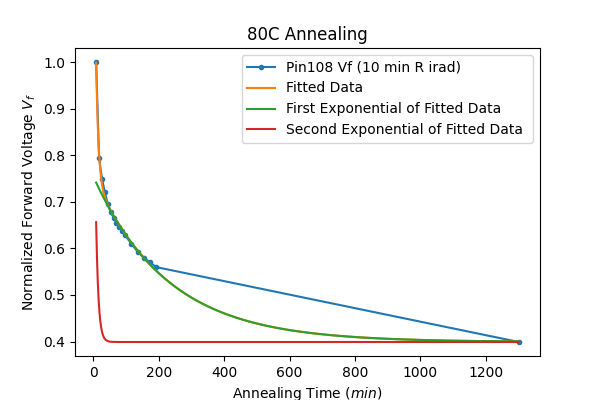 80C Annealing
Pin108 Vf (10 min R irad)
Fitted Data
First Exponential of Fitted Data
Second Exponential of Fitted Data
Normalized Forward Voltage V_f
1.0
0.9
0.8
0.7
0.6
0.5
0.4
0 200 400 600 800 1000 1200
Annealing Time (min)